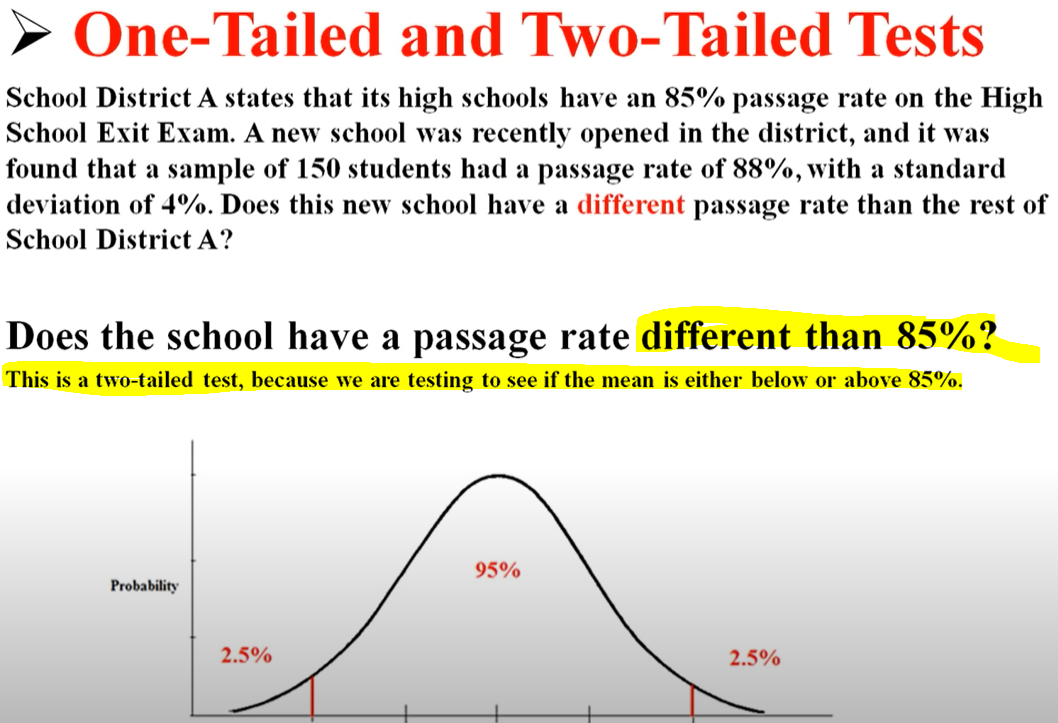 One-Tailed and Two-Tailed Tests
School District A states that its high schools have an 85% passage rate on the High
School Exit Exam. A new school was recently opened in the district, and it was
found that a sample of 150 students had a passage rate of 88%, with a standard
deviation of 4%. Does this new school have a different passage rate than the rest of
School District A?
Does the school have a passage rate different than 85%?
This is a two-tailed test, because we are testing to see if the mean is either below or above 85%.
95%
Probability
2.5%
2.5%